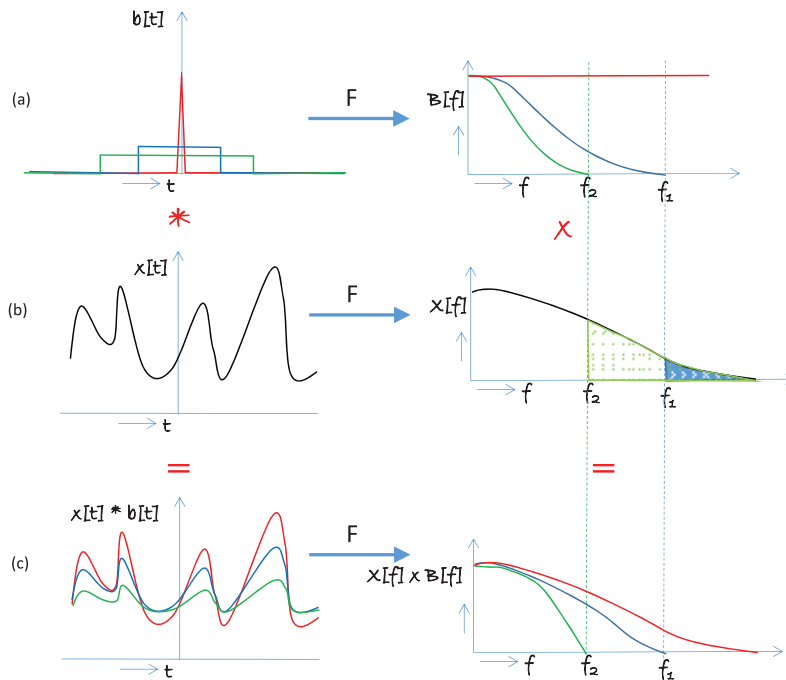 b[t]
(a)
F
B[f]
t
f
f2
f1
*
x
x[t]
(b)
F
X[f]
t
f
f2
f1
=
=
x[t] * b[t]
(c)
F
X[f] x B[f]
t
f
f2
f1